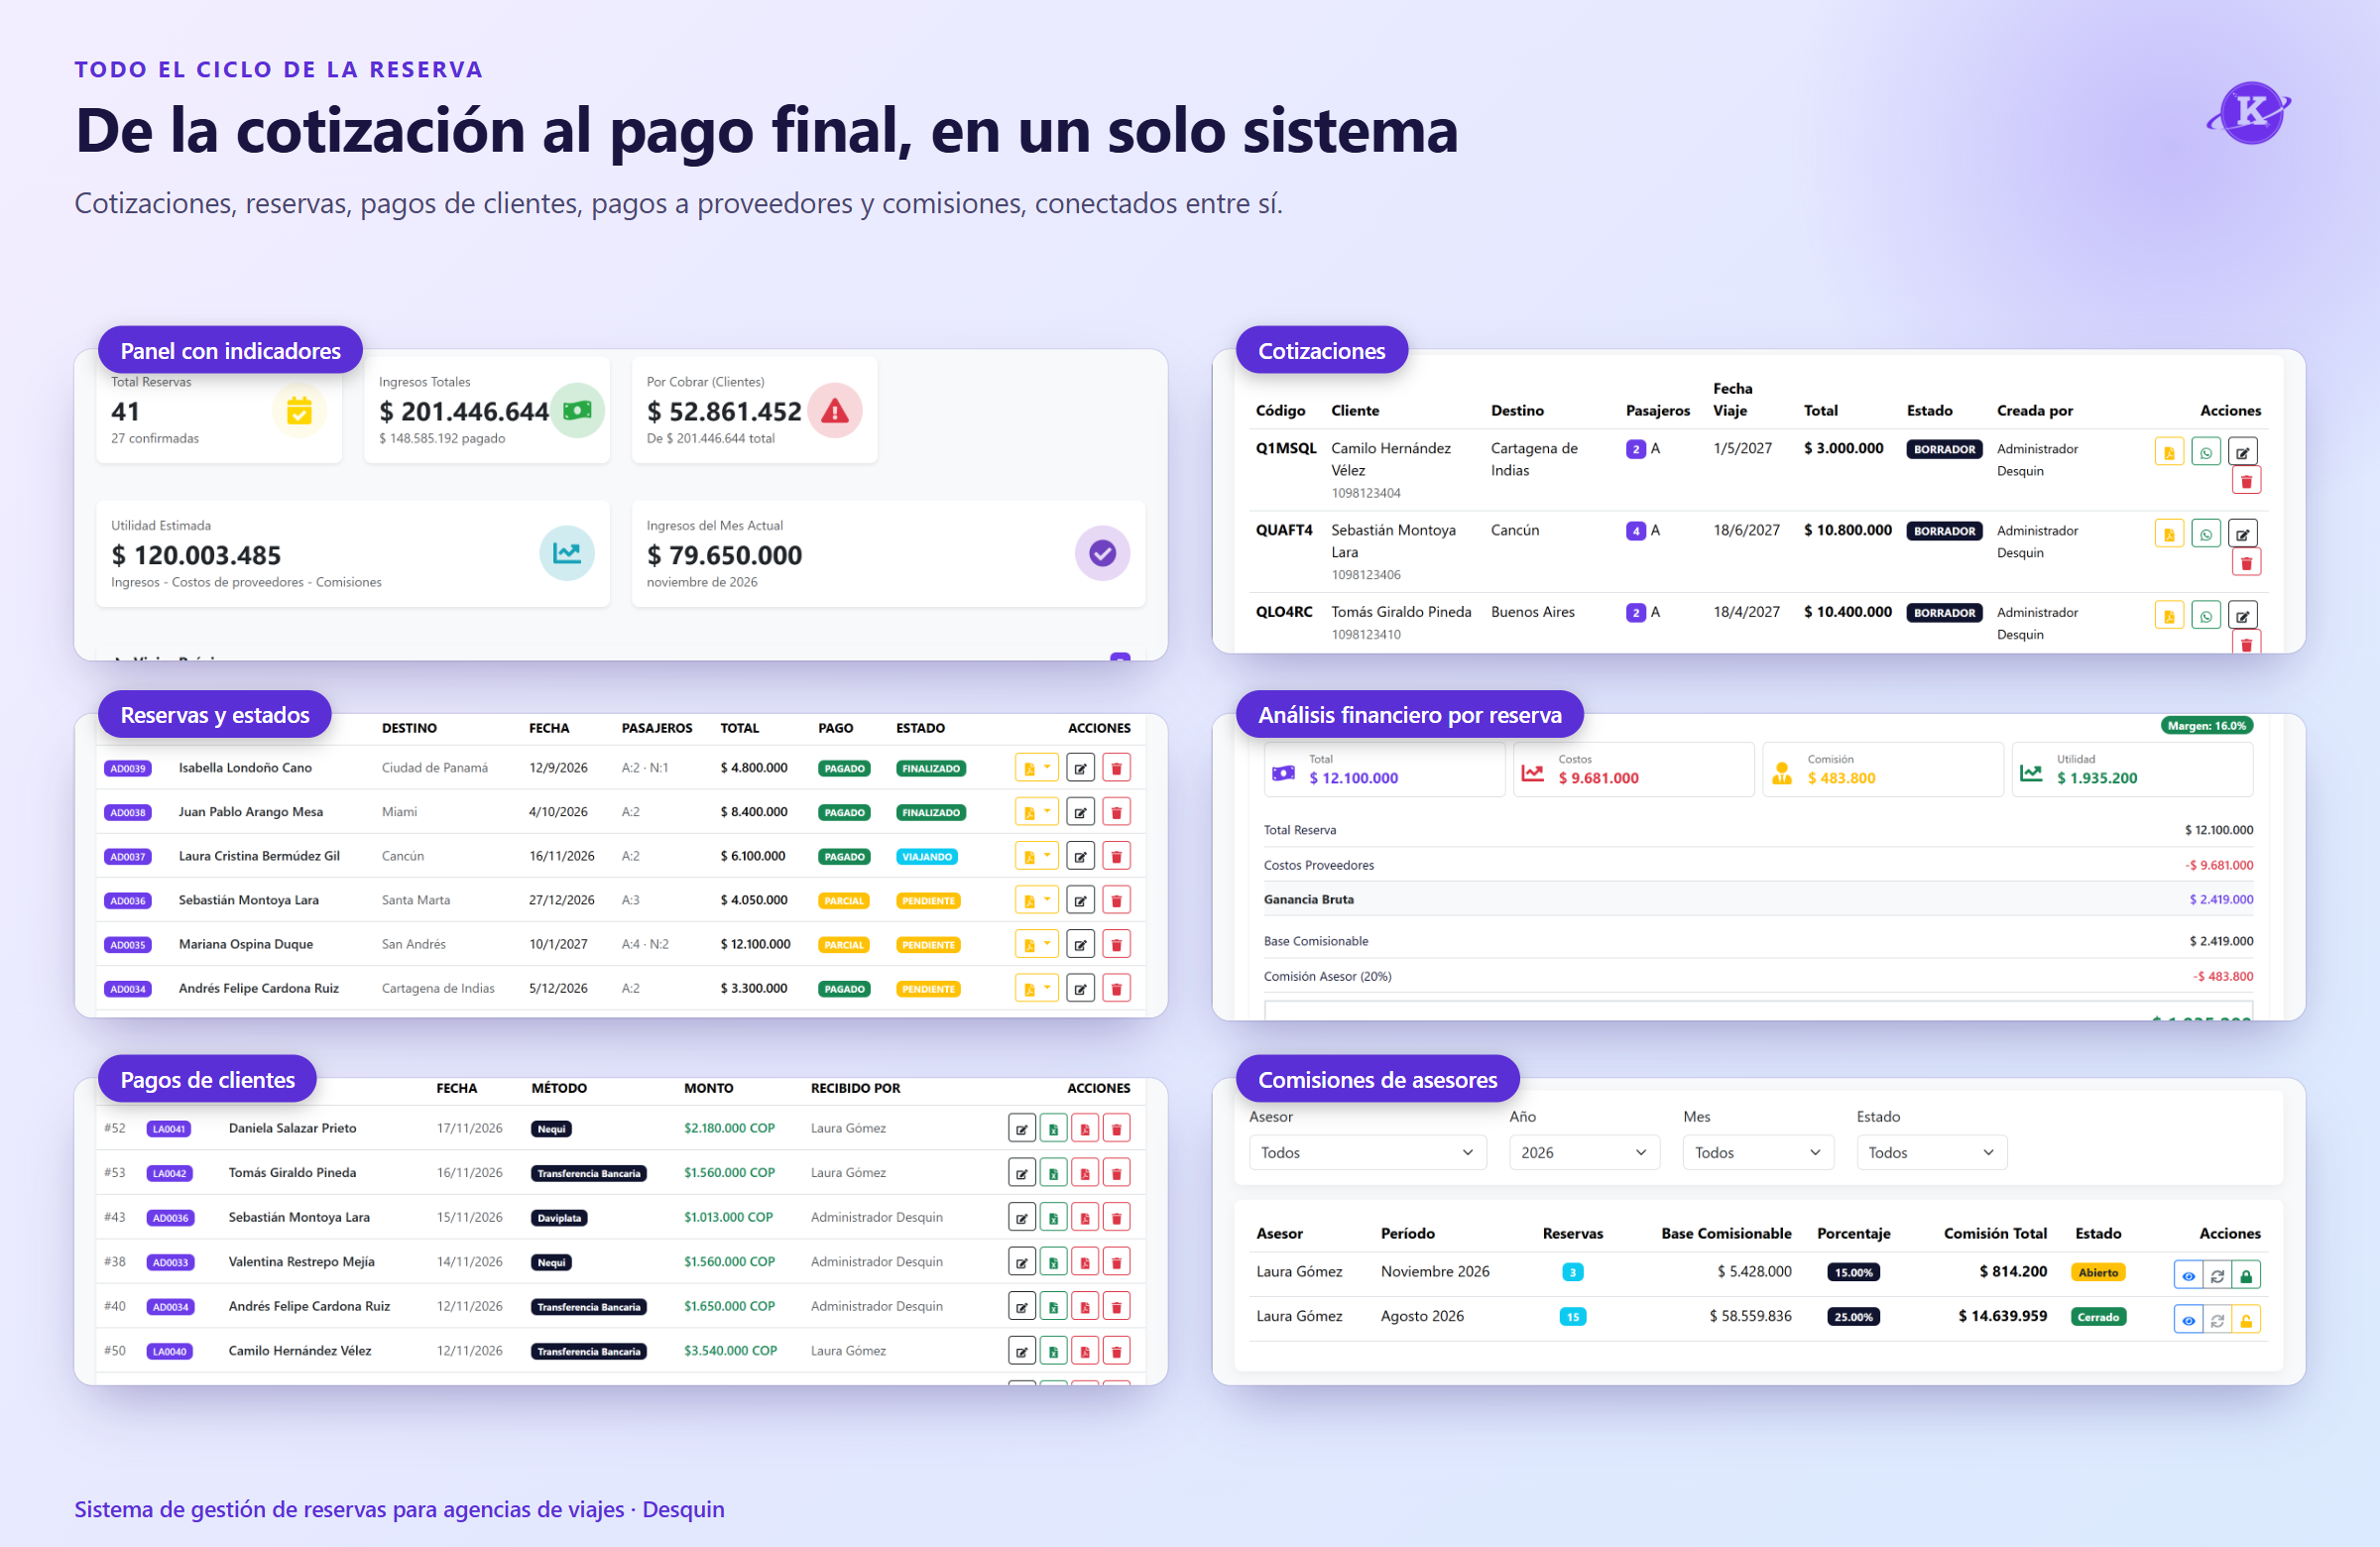 TODO EL CICLO DE LA RESERVA
De la cotización al pago final, en un solo sistema
Cotizaciones, reservas, pagos de clientes, pagos a proveedores y comisiones, conectados entre sí.
K
Panel con indicadores
Total Reservas
41
27 confirmadas
Ingresos Totales
$ 201.446.644
$ 148.585.192 pagado
Por Cobrar (Clientes)
$ 52.861.452
De $ 201.446.644 total
Utilidad Estimada
$ 120.003.485
Ingresos - Costos de proveedores - Comisiones
Ingresos del Mes Actual
$ 79.650.000
noviembre de 2026
Cotizaciones
Código Cliente Destino Pasajeros Fecha Viaje Total Estado Creada por Acciones
Q1MSQL Camilo Hernández Vélez 1098123404 Cartagena de Indias 2 A 1/5/2027 $ 3.000.000 BORRADOR Administrador Desquin
QUAFT4 Sebastián Montoya Lara 1098123406 Cancún 4 A 18/6/2027 $ 10.800.000 BORRADOR Administrador Desquin
QLO4RC Tomás Giraldo Pineda 1098123410 Buenos Aires 2 A 18/4/2027 $ 10.400.000 BORRADOR Administrador Desquin
Reservas y estados
DESTINO FECHA PASAJEROS TOTAL PAGO ESTADO ACCIONES
AD0039 Isabella Londoño Cano Ciudad de Panamá 12/9/2026 A:2 · N:1 $ 4.800.000 PAGADO FINALIZADO
AD0038 Juan Pablo Arango Mesa Miami 4/10/2026 A:2 $ 8.400.000 PAGADO FINALIZADO
AD0037 Laura Cristina Bermúdez Gil Cancún 16/11/2026 A:2 $ 6.100.000 PAGADO VIAJANDO
AD0036 Sebastián Montoya Lara Santa Marta 27/12/2026 A:3 $ 4.050.000 PARCIAL PENDIENTE
AD0035 Mariana Ospina Duque San Andrés 10/1/2027 A:4 · N:2 $ 12.100.000 PARCIAL PENDIENTE
AD0034 Andrés Felipe Cardona Ruiz Cartagena de Indias 5/12/2026 A:2 $ 3.300.000 PAGADO PENDIENTE
Análisis financiero por reserva
Margen: 16.0%
Total
$ 12.100.000
Costos
$ 9.681.000
Comisión
$ 483.800
Utilidad
$ 1.935.200
Total Reserva $ 12.100.000
Costos Proveedores -$ 9.681.000
Ganancia Bruta $ 2.419.000
Base Comisionable $ 2.419.000
Comisión Asesor (20%) -$ 483.800
Pagos de clientes
FECHA MÉTODO MONTO RECIBIDO POR ACCIONES
#52 LA0041 Daniela Salazar Prieto 17/11/2026 Nequi $2.180.000 COP Laura Gómez
#53 LA0042 Tomás Giraldo Pineda 16/11/2026 Transferencia Bancaria $1.560.000 COP Laura Gómez
#43 AD0036 Sebastián Montoya Lara 15/11/2026 Daviplata $1.013.000 COP Administrador Desquin
#38 AD0033 Valentina Restrepo Mejía 14/11/2026 Nequi $1.560.000 COP Administrador Desquin
#40 AD0034 Andrés Felipe Cardona Ruiz 12/11/2026 Transferencia Bancaria $1.650.000 COP Administrador Desquin
#50 LA0040 Camilo Hernández Vélez 12/11/2026 Transferencia Bancaria $3.540.000 COP Laura Gómez
Comisiones de asesores
Asesor Año Mes Estado
Todos 2026 Todos Todos
Asesor Período Reservas Base Comisionable Porcentaje Comisión Total Estado Acciones
Laura Gómez Noviembre 2026 3 $ 5.428.000 15.00% $ 814.200 Abierto
Laura Gómez Agosto 2026 15 $ 58.559.836 25.00% $ 14.639.959 Cerrado
Sistema de gestión de reservas para agencias de viajes · Desquin